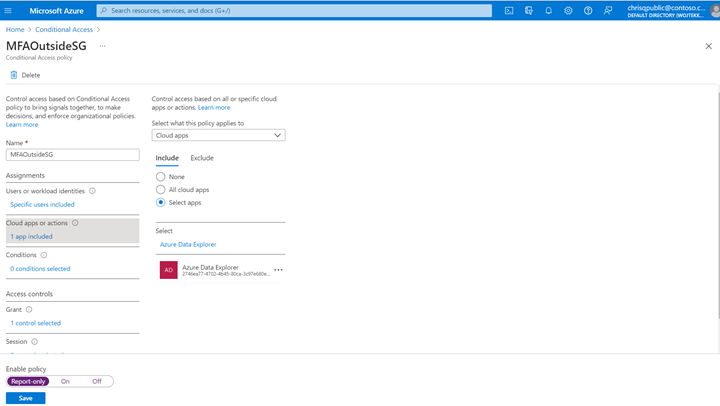 Microsoft Azure
Search resources, services, and docs (G+/)
chrisqpublic@contoso.c...
DEFAULT DIRECTORY (WOJTEKK...
Home > Conditional Access >
MFAOutsideSG ...
Conditional Access policy
Delete
Control access based on Conditional Access
policy to bring signals together, to make
decisions, and enforce organizational policies.
Learn more
Name *
MFAOutsideSG
Assignments
Users or workload identities
Specific users included
Cloud apps or actions
1 app included
Conditions
0 conditions selected
Access controls
Grant
1 control selected
Session
Control access based on all or specific cloud
apps or actions. Learn more
Select what this policy applies to
Cloud apps
Include Exclude
None
All cloud apps
Select apps
Select
Azure Data Explorer
AD
Azure Data Explorer
2746ea77-4702-4b45-80ca-3c97e680e...
Enable policy
Report-only On Off
Save